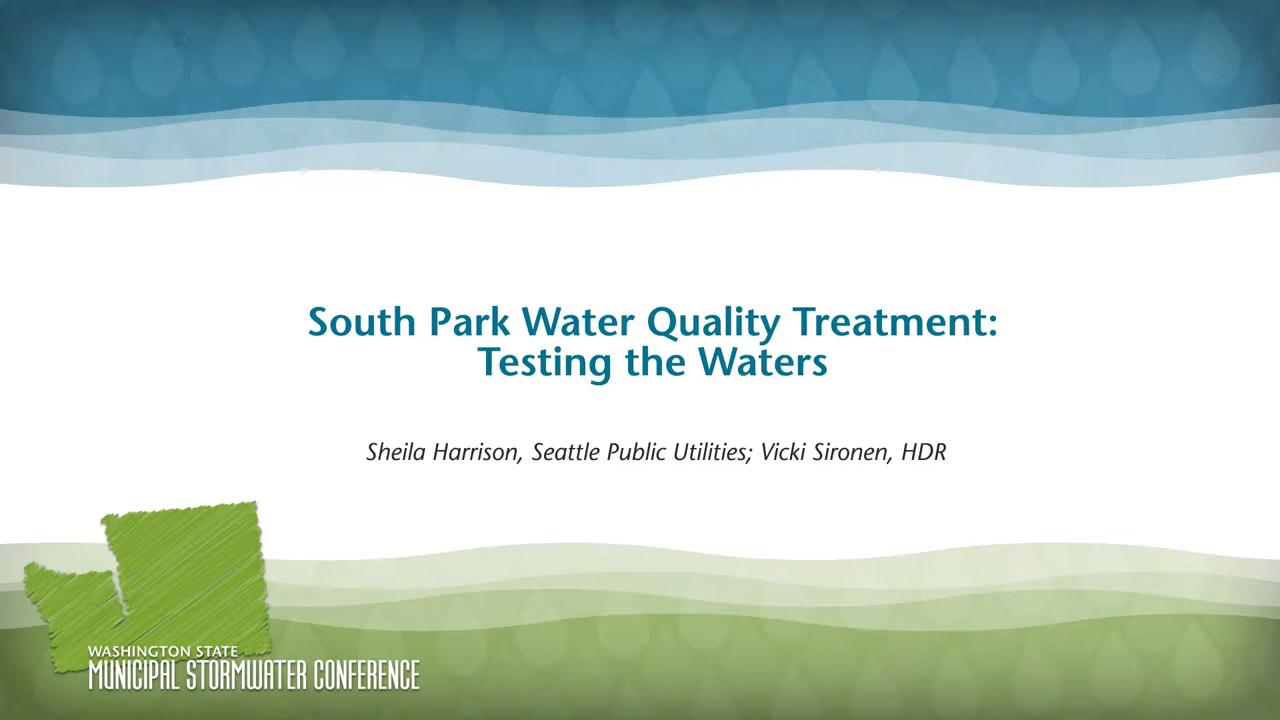 South Park Water Quality Treatment:
Testing the Waters
Sheila Harrison, Seattle Public Utilities; Vicki Sironen, HDR
WASHINGTON STATE
MUNICIPAL STORMWATER CONFERENCE